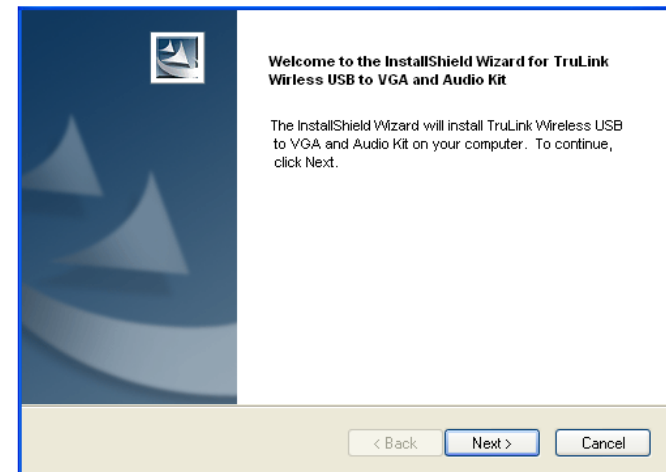 Welcome to the InstallShield Wizard for TruLink
Wirless USB to VGA and Audio Kit
The InstallShield Wizard will install TruLink Wireless USB
to VGA and Audio Kit on your computer. To continue,
click Next.
< Back
Next >
Cancel